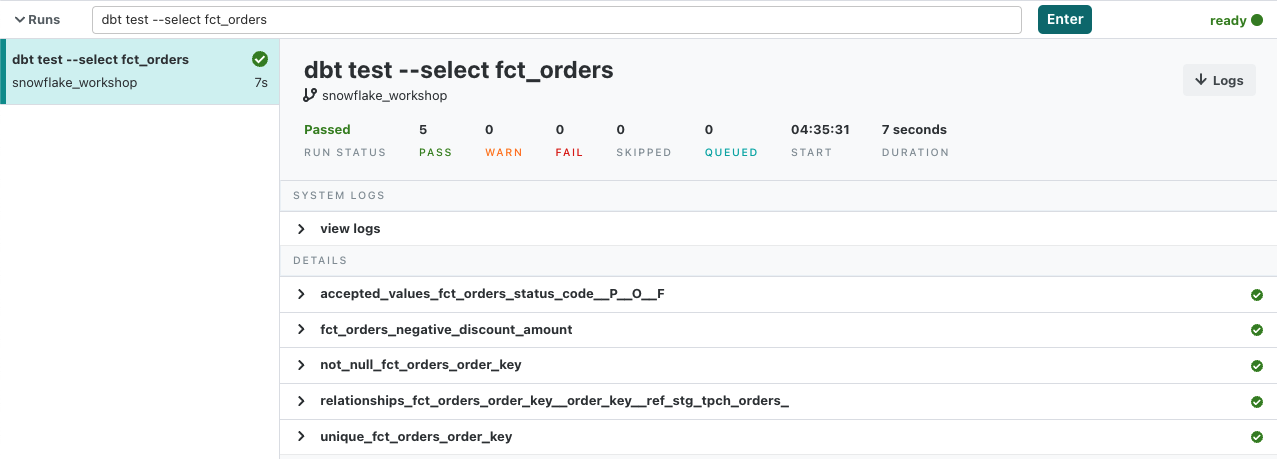 Runs
dbt test --select fct_orders
Enter
ready
dbt test --select fct_orders
snowflake_workshop
7s
dbt test --select fct_orders
snowflake_workshop
Logs
Passed 5 0 0 0 0 04:35:31 7 seconds
RUN STATUS PASS WARN FAIL SKIPPED QUEUED START DURATION
SYSTEM LOGS
view logs
DETAILS
accepted_values_fct_orders_status_code__P__O__F
fct_orders_negative_discount_amount
not_null_fct_orders_order_key
relationships_fct_orders_order_key__order_key__ref_stg_tpch_orders_
unique_fct_orders_order_key